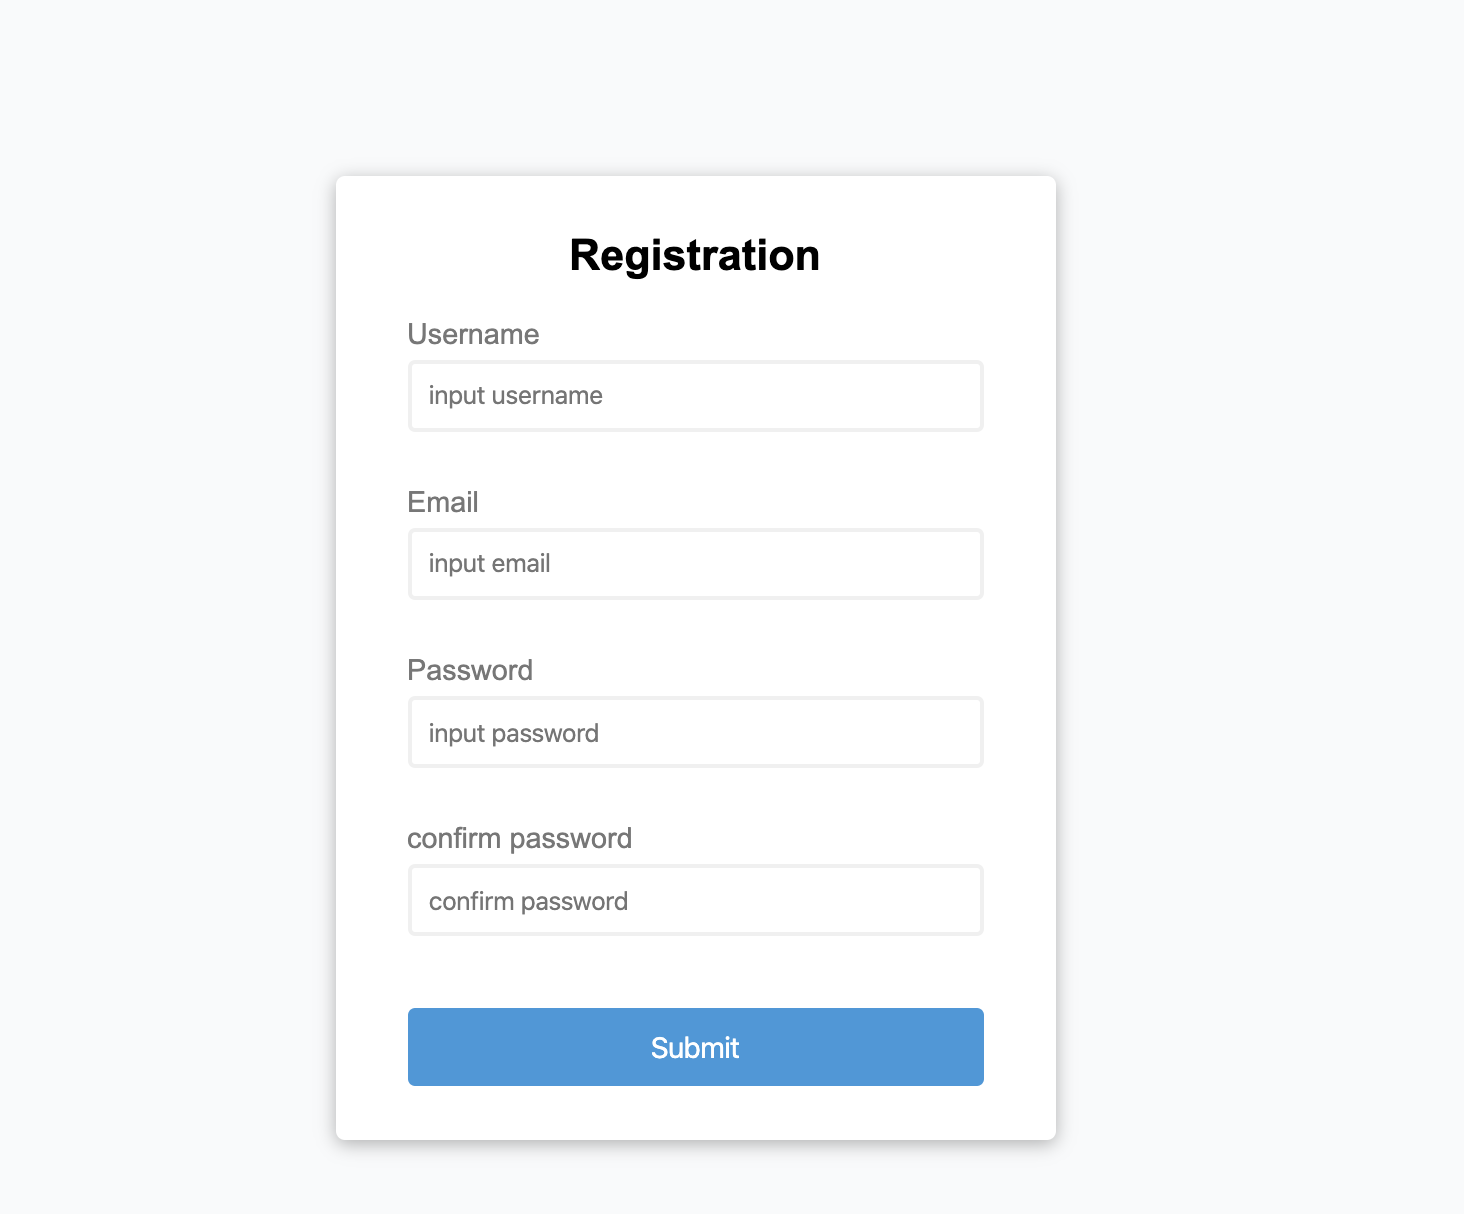 Registration
Username
input username
Email
input email
Password
input password
confirm password
confirm password
Submit